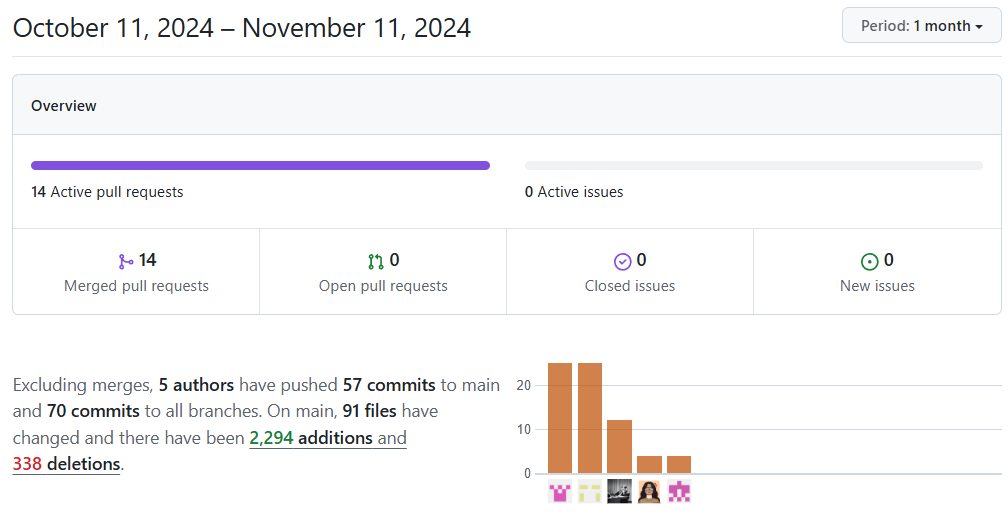 October 11, 2024 – November 11, 2024
Period: 1 month
Overview
14 Active pull requests
0 Active issues
14
Merged pull requests
0
Open pull requests
0
Closed issues
0
New issues
Excluding merges, 5 authors have pushed 57 commits to main
and 70 commits to all branches. On main, 91 files have
changed and there have been 2,294 additions and
338 deletions.
20
10
0